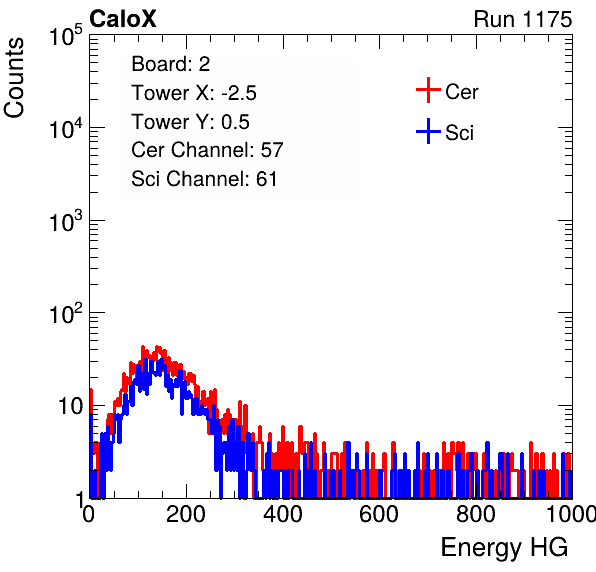 CaloX Run 1175
Counts
10^5
10^4
10^3
10^2
10
1
Board: 2
Tower X: -2.5
Tower Y: 0.5
Cer Channel: 57
Sci Channel: 61
Cer
Sci
0 200 400 600 800 1000
Energy HG